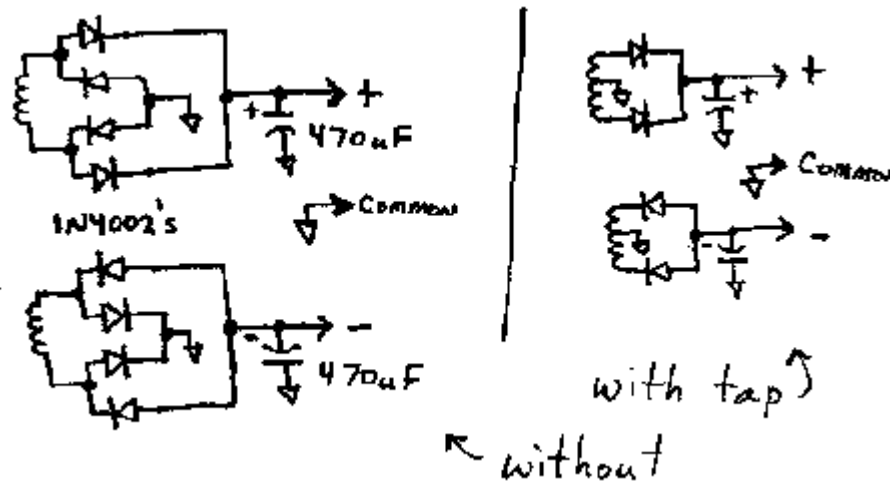 +
+
470uF
Common
1N4002's
-
-
470uF
without
+
+
Common
-
-
with tap